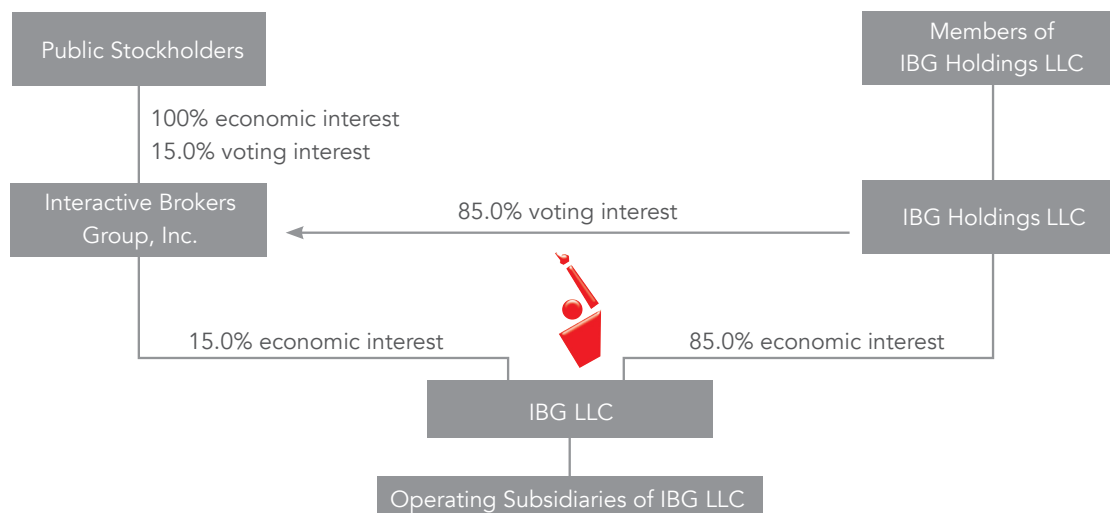 Public Stockholders
Members of
IBG Holdings LLC
100% economic interest
15.0% voting interest
Interactive Brokers
Group, Inc.
85.0% voting interest
IBG Holdings LLC
15.0% economic interest
85.0% economic interest
IBG LLC
Operating Subsidiaries of IBG LLC